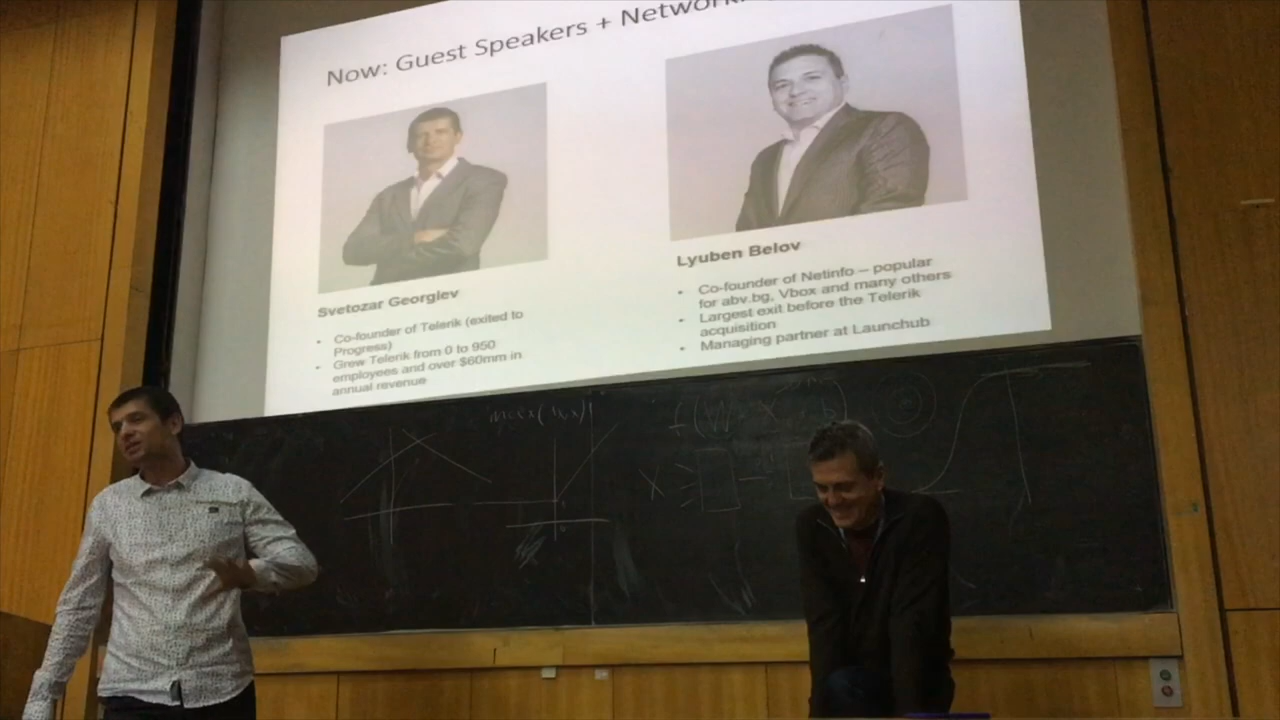 Now: Guest Speakers +
Svetozar Georgiev
• Co-founder of Telerik (exited to
Progress)
• Grew Telerik from 0 to 950
employees and over $60mm in
annual revenue
Lyuben Belov
• Co-founder of Netinfo – popular
for abv.bg, Vbox and many others
• Largest exit before the Telerik
acquisition
• Managing partner at Launchub
X